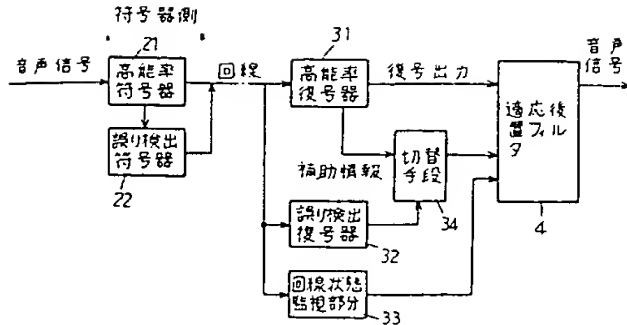 符号器側
21
高能率
符号器
音声信号
誤り検出
符号器
22
回線
31
高能率
復号器
復号出力
補助情報
切替
手段
34
誤り検出
復号器
32
回線状態
監視部分
33
適応後
置フィル
タ
4
音声
信号